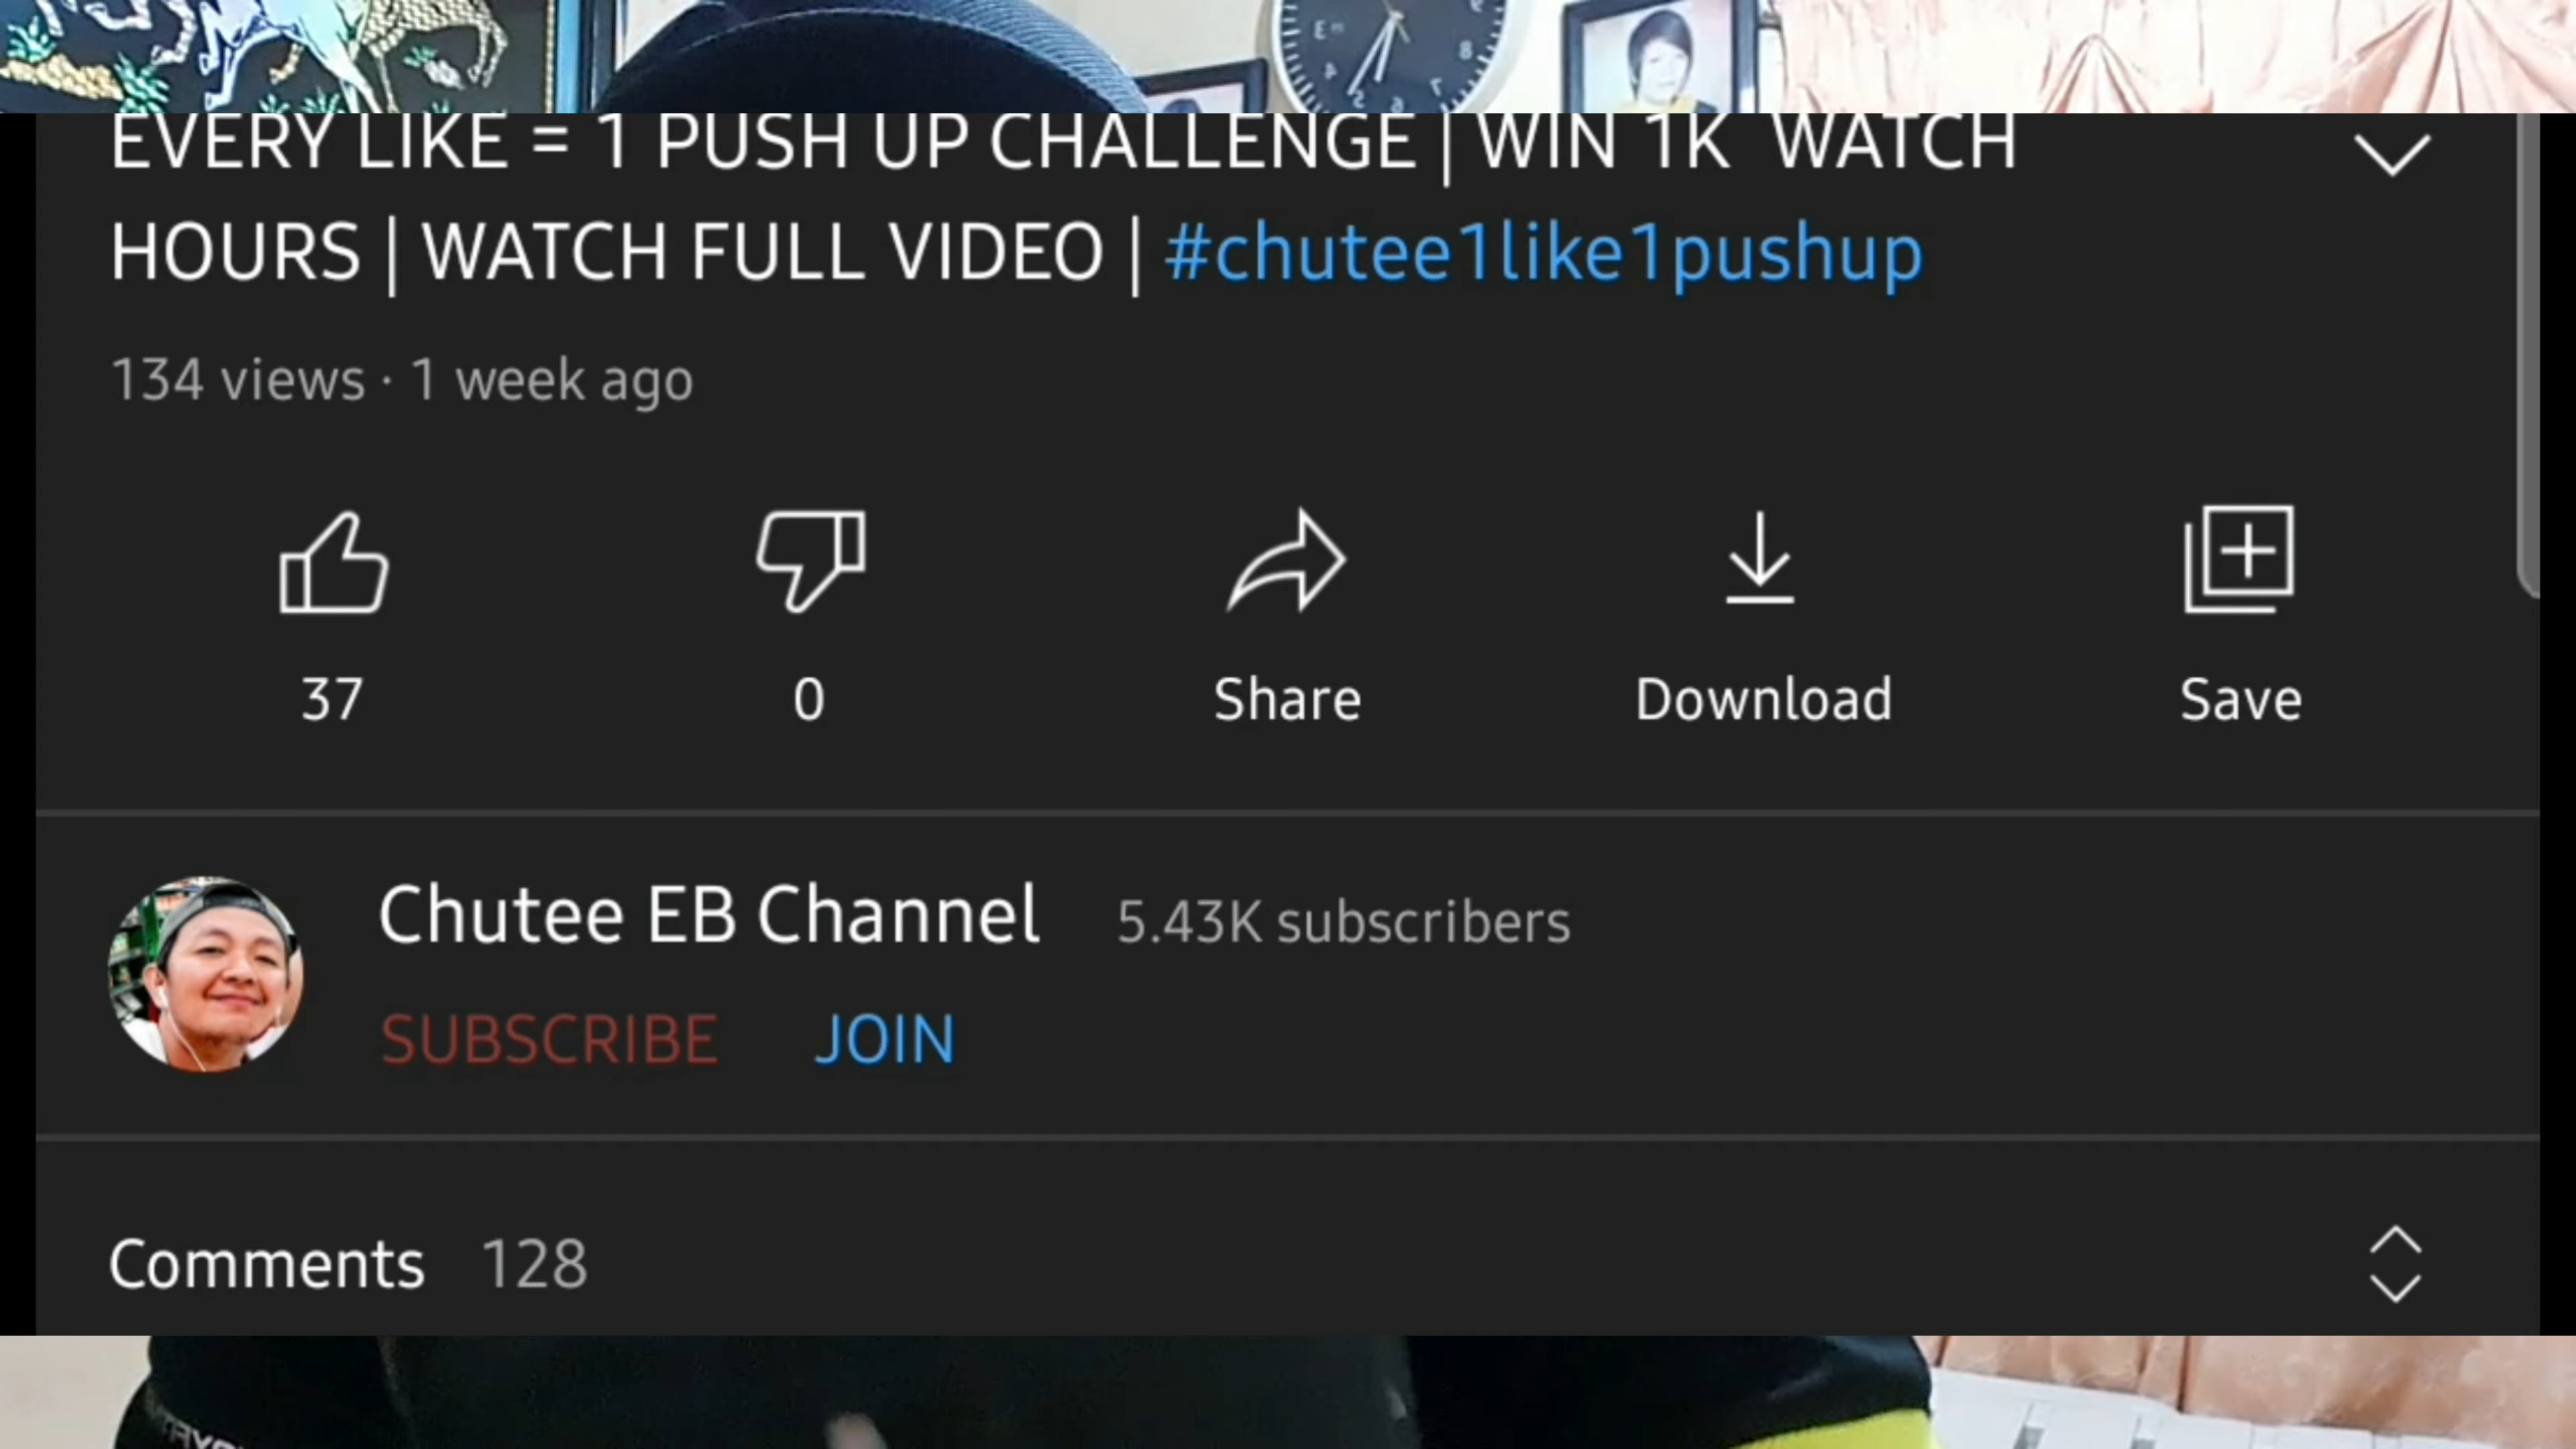 EVERY LIKE = 1 PUSH UP CHALLENGE | WIN 1K WATCH
HOURS | WATCH FULL VIDEO | #chutee1like1pushup
134 views · 1 week ago
37 0 Share Download Save
Chutee EB Channel 5.43K subscribers
SUBSCRIBE JOIN
Comments 128